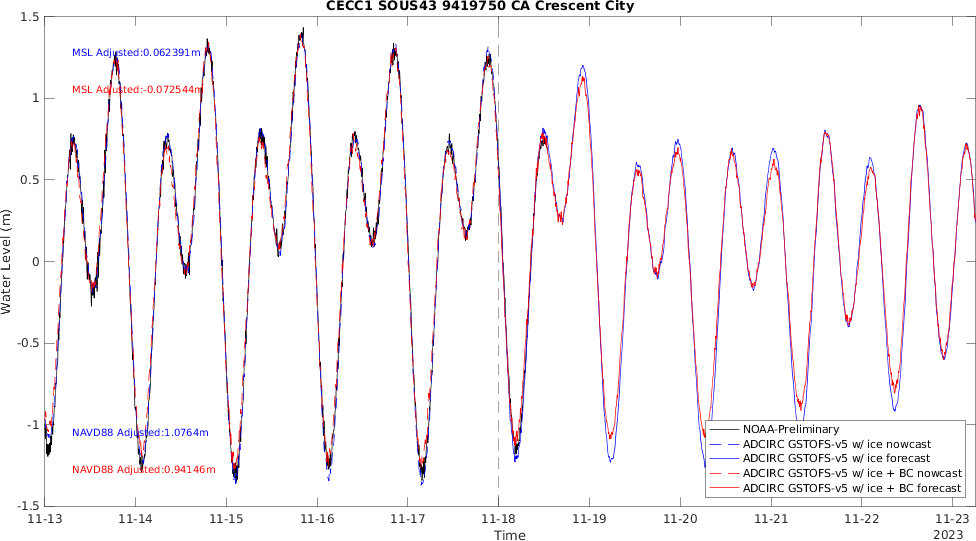 CECC1 SOUS43 9419750 CA Crescent City
1.5
1
0.5
0
-0.5
-1
-1.5
Water Level (m)
MSL Adjusted:0.062391m
MSL Adjusted:-0.072544m
NAVD88 Adjusted:1.0764m
NAVD88 Adjusted:0.94146m
NOAA-Preliminary
ADCIRC GSTOFS-v5 w/ ice nowcast
ADCIRC GSTOFS-v5 w/ ice forecast
ADCIRC GSTOFS-v5 w/ ice + BC nowcast
ADCIRC GSTOFS-v5 w/ ice + BC forecast
11-13 11-14 11-15 11-16 11-17 11-18 11-19 11-20 11-21 11-22 11-23
Time
2023